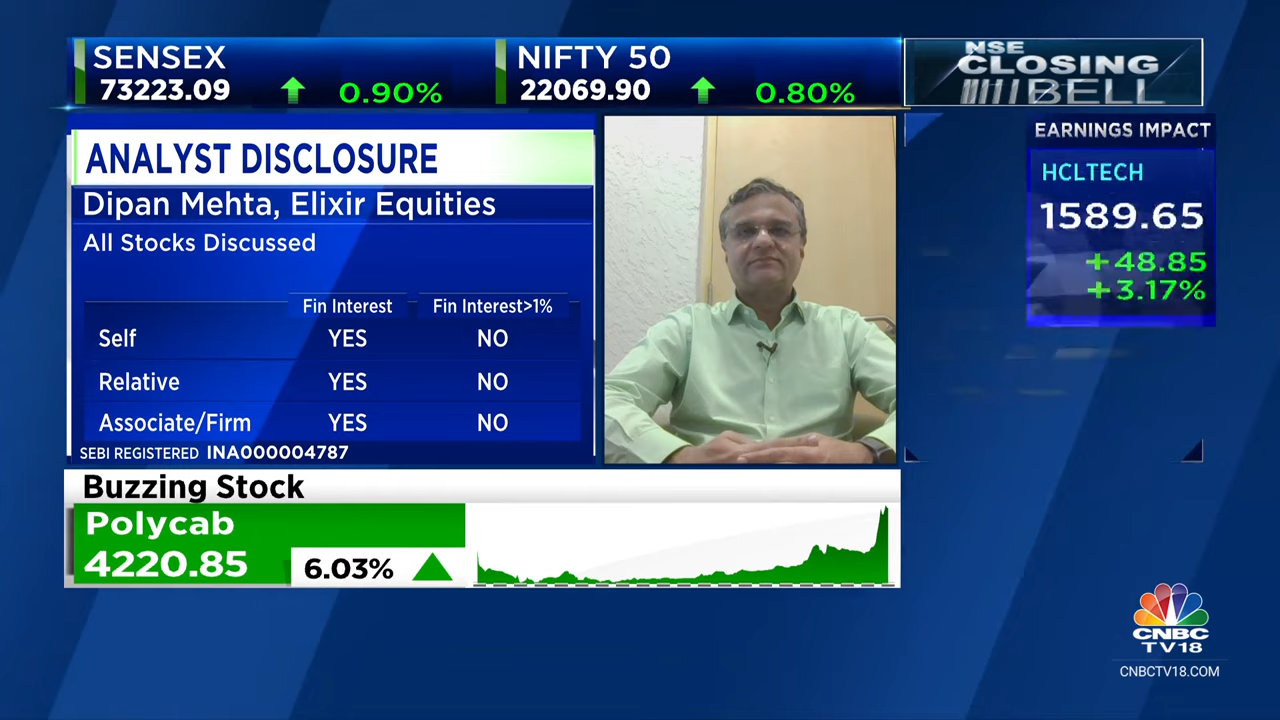 SENSEX
73223.09 0.90%
NIFTY 50
22069.90 0.80%
NSE
CLOSING
BELL
ANALYST DISCLOSURE
Dipan Mehta, Elixir Equities
All Stocks Discussed
Fin Interest Fin Interest>1%
Self YES NO
Relative YES NO
Associate/Firm YES NO
SEBI REGISTERED INA000004787
EARNINGS IMPACT
HCLTECH
1589.65
+48.85
+3.17%
Buzzing Stock
Polycab
4220.85 6.03%
CNBC
TV18
CNBCTV18.COM